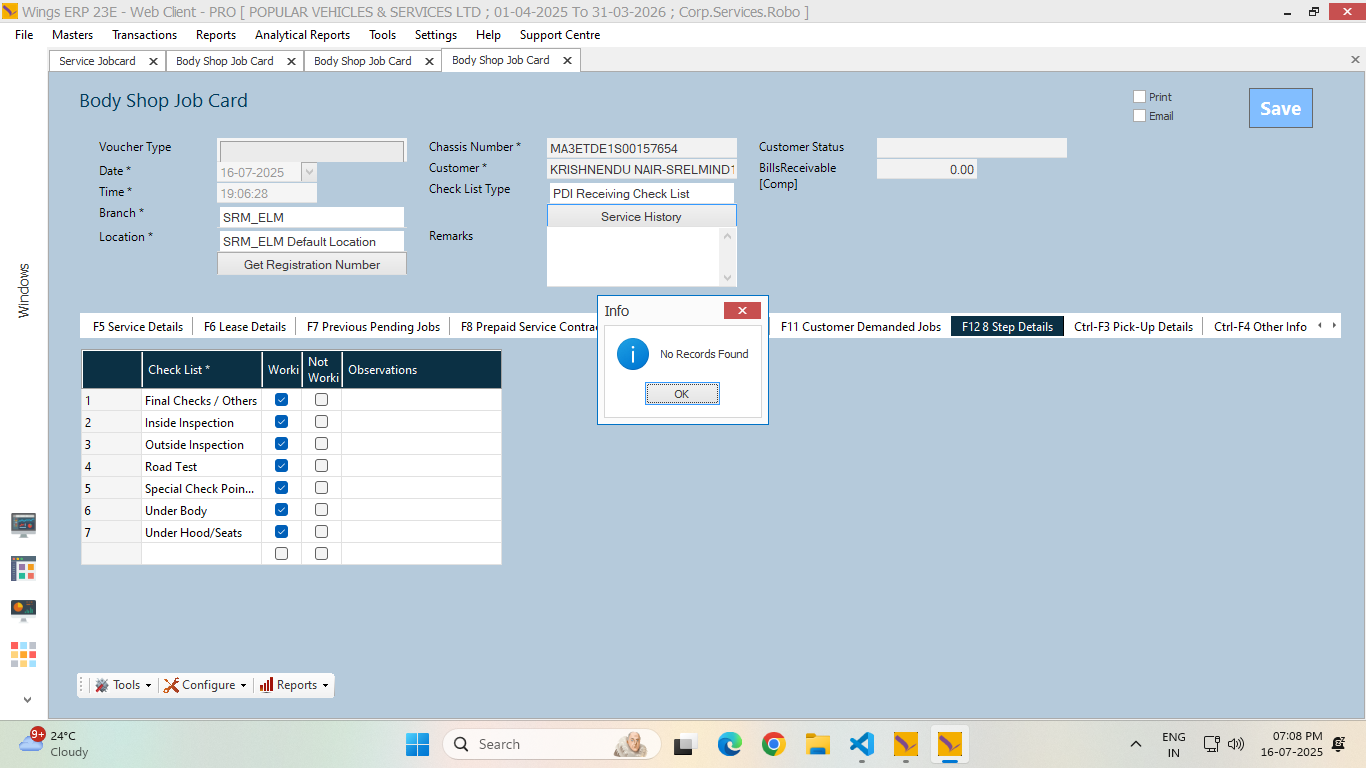 Wings ERP 23E - Web Client - PRO [ POPULAR VEHICLES & SERVICES LTD ; 01-04-2025 To 31-03-2026 ; Corp.Services.Robo ]
File Masters Transactions Reports Analytical Reports Tools Settings Help Support Centre
Service Jobcard Body Shop Job Card Body Shop Job Card Body Shop Job Card
Body Shop Job Card
Print
Email
Save
Voucher Type
Date * 16-07-2025
Time * 19:06:28
Branch * SRM_ELM
Location * SRM_ELM Default Location
Get Registration Number
Chassis Number * MA3ETDE1S00157654
Customer * KRISHNENDU NAIR-SRELMIND1
Check List Type PDI Receiving Check List
Service History
Remarks
Customer Status
BillsReceivable 0.00
[Comp]
Windows
Info
No Records Found
OK
F5 Service Details F6 Lease Details F7 Previous Pending Jobs F8 Prepaid Service Contrac F11 Customer Demanded Jobs F12 8 Step Details Ctrl-F3 Pick-Up Details Ctrl-F4 Other Info
Check List * Worki Not Worki Observations
1 Final Checks / Others
2 Inside Inspection
3 Outside Inspection
4 Road Test
5 Special Check Poin...
6 Under Body
7 Under Hood/Seats
Tools Configure Reports
9+
24°C
Cloudy
Search
ENG
IN
07:08 PM
16-07-2025